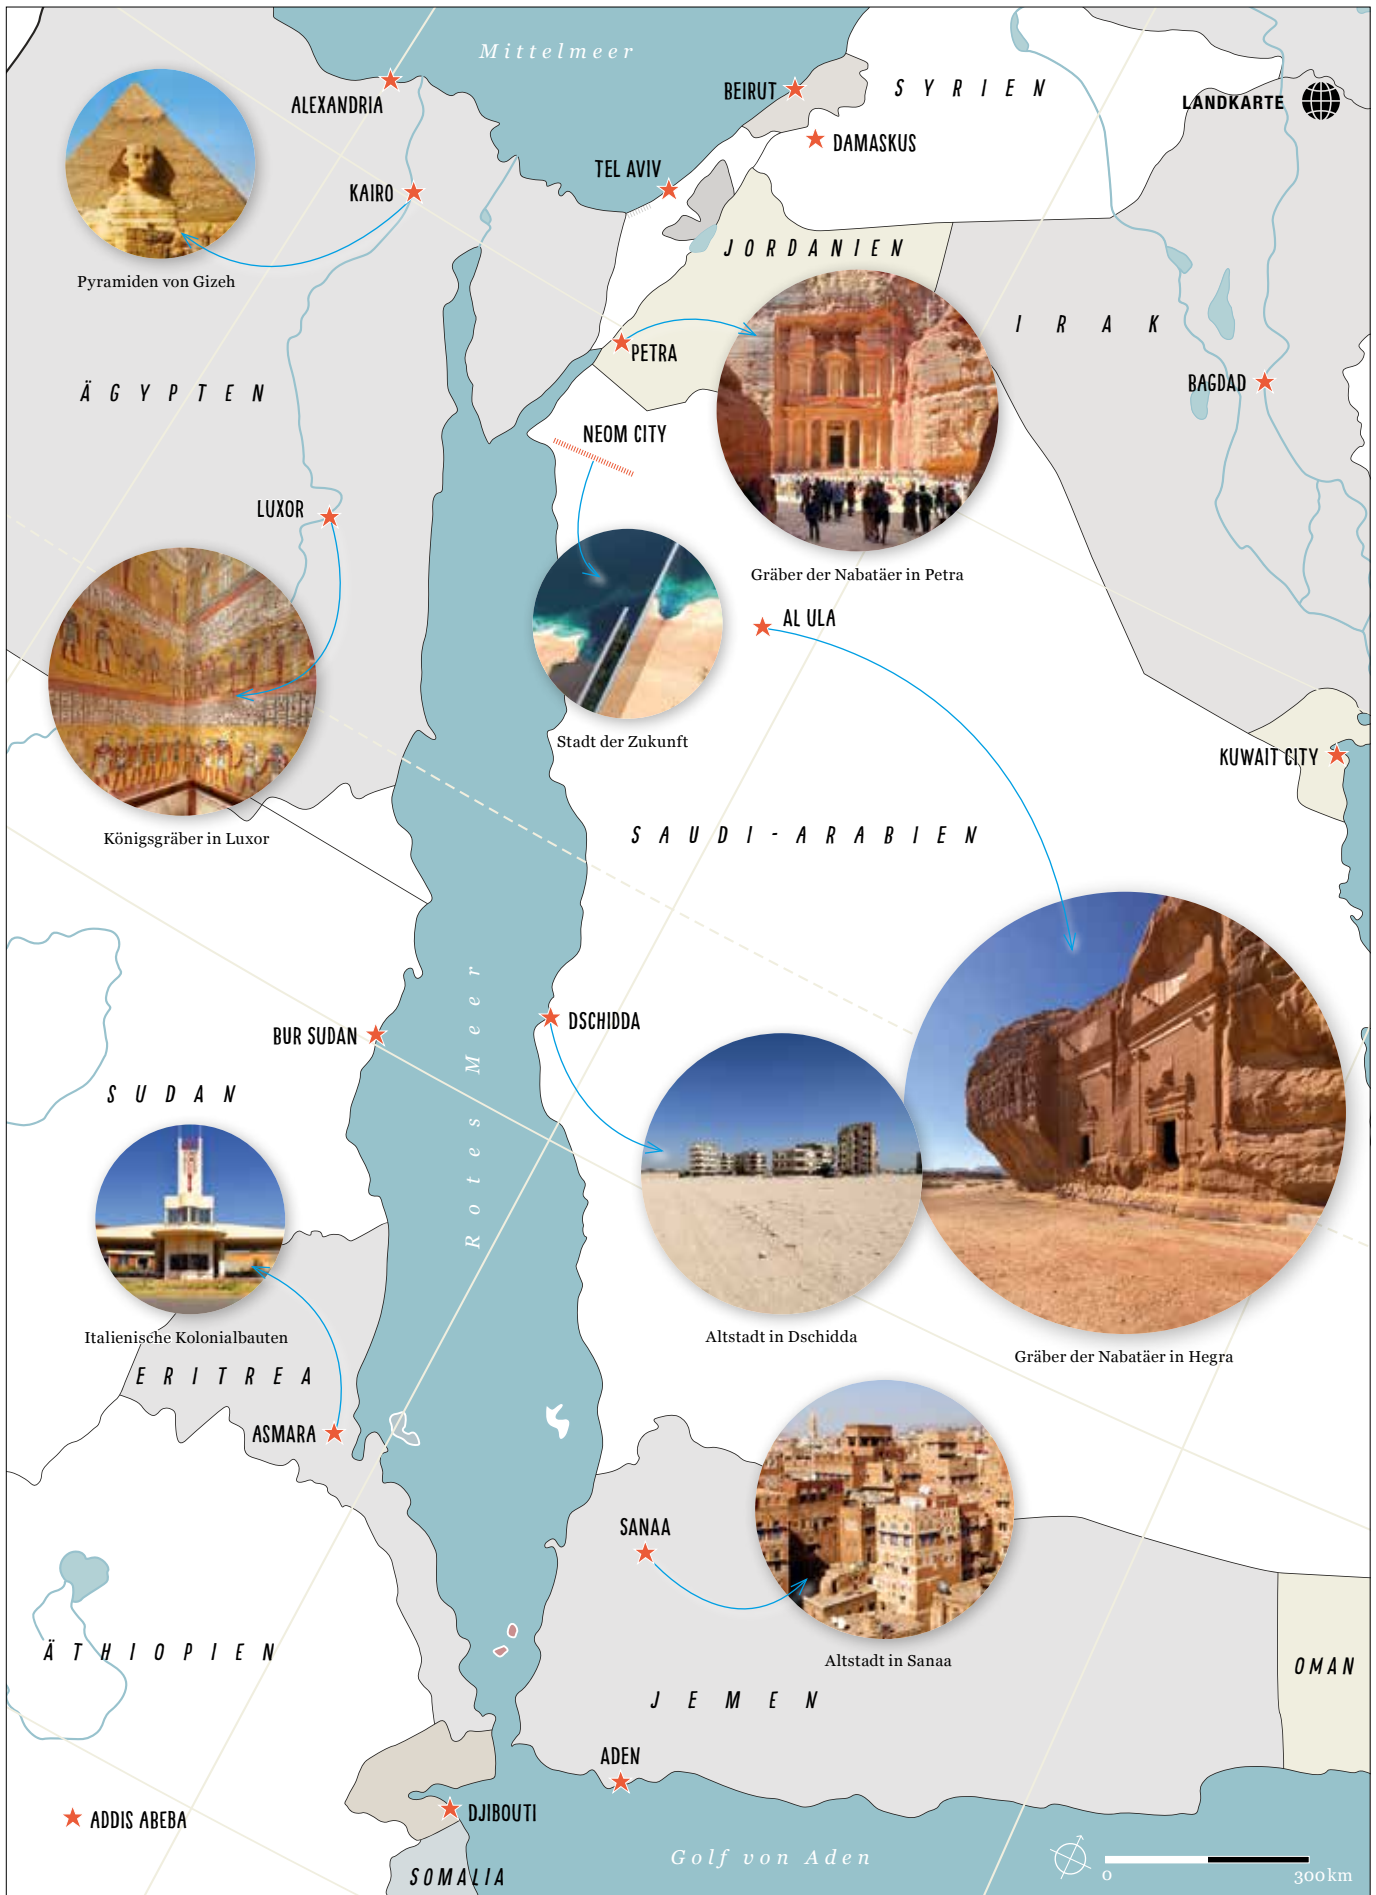 Mittelmeer
ALEXANDRIA
BEIRUT
SYRIEN
LANDKARTE
DAMASKUS
TEL AVIV
KAIRO
JORDANIEN
Pyramiden von Gizeh
IRAK
PETRA
ÄGYPTEN
BAGDAD
NEOM CITY
LUXOR
Gräber der Nabatäer in Petra
AL ULA
Stadt der Zukunft
KUWAIT CITY
SAUDI-ARABIEN
Königsgräber in Luxor
Rotes Meer
DSCHIDDA
BUR SUDAN
SUDAN
Italienische Kolonialbauten
Altstadt in Dschidda
Gräber der Nabatäer in Hegra
ERITREA
ASMARA
SANAA
ÄTHIOPIEN
Altstadt in Sanaa
OMAN
JEMEN
ADEN
DJIBOUTI
ADDIS ABEBA
Golf von Aden
SOMALIA
0
300 km